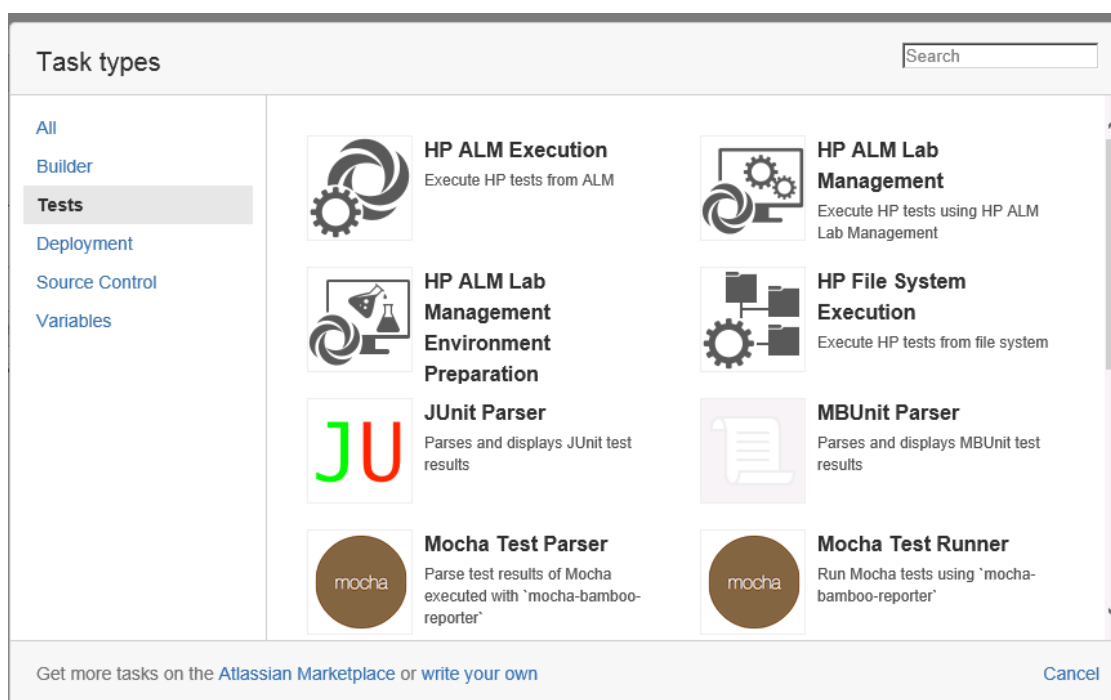 Task types
Search
All
Builder
Tests
Deployment
Source Control
Variables
HP ALM Execution
Execute HP tests from ALM
HP ALM Lab
Management
Execute HP tests using HP ALM
Lab Management
HP ALM Lab
Management
Environment
Preparation
HP File System
Execution
Execute HP tests from file system
JU
JUnit Parser
Parses and displays JUnit test
results
MBUnit Parser
Parses and displays MBUnit test
results
mocha
Mocha Test Parser
Parse test results of Mocha
executed with `mocha-bamboo-
reporter`
mocha
Mocha Test Runner
Run Mocha tests using `mocha-
bamboo-reporter`
Get more tasks on the Atlassian Marketplace or write your own
Cancel